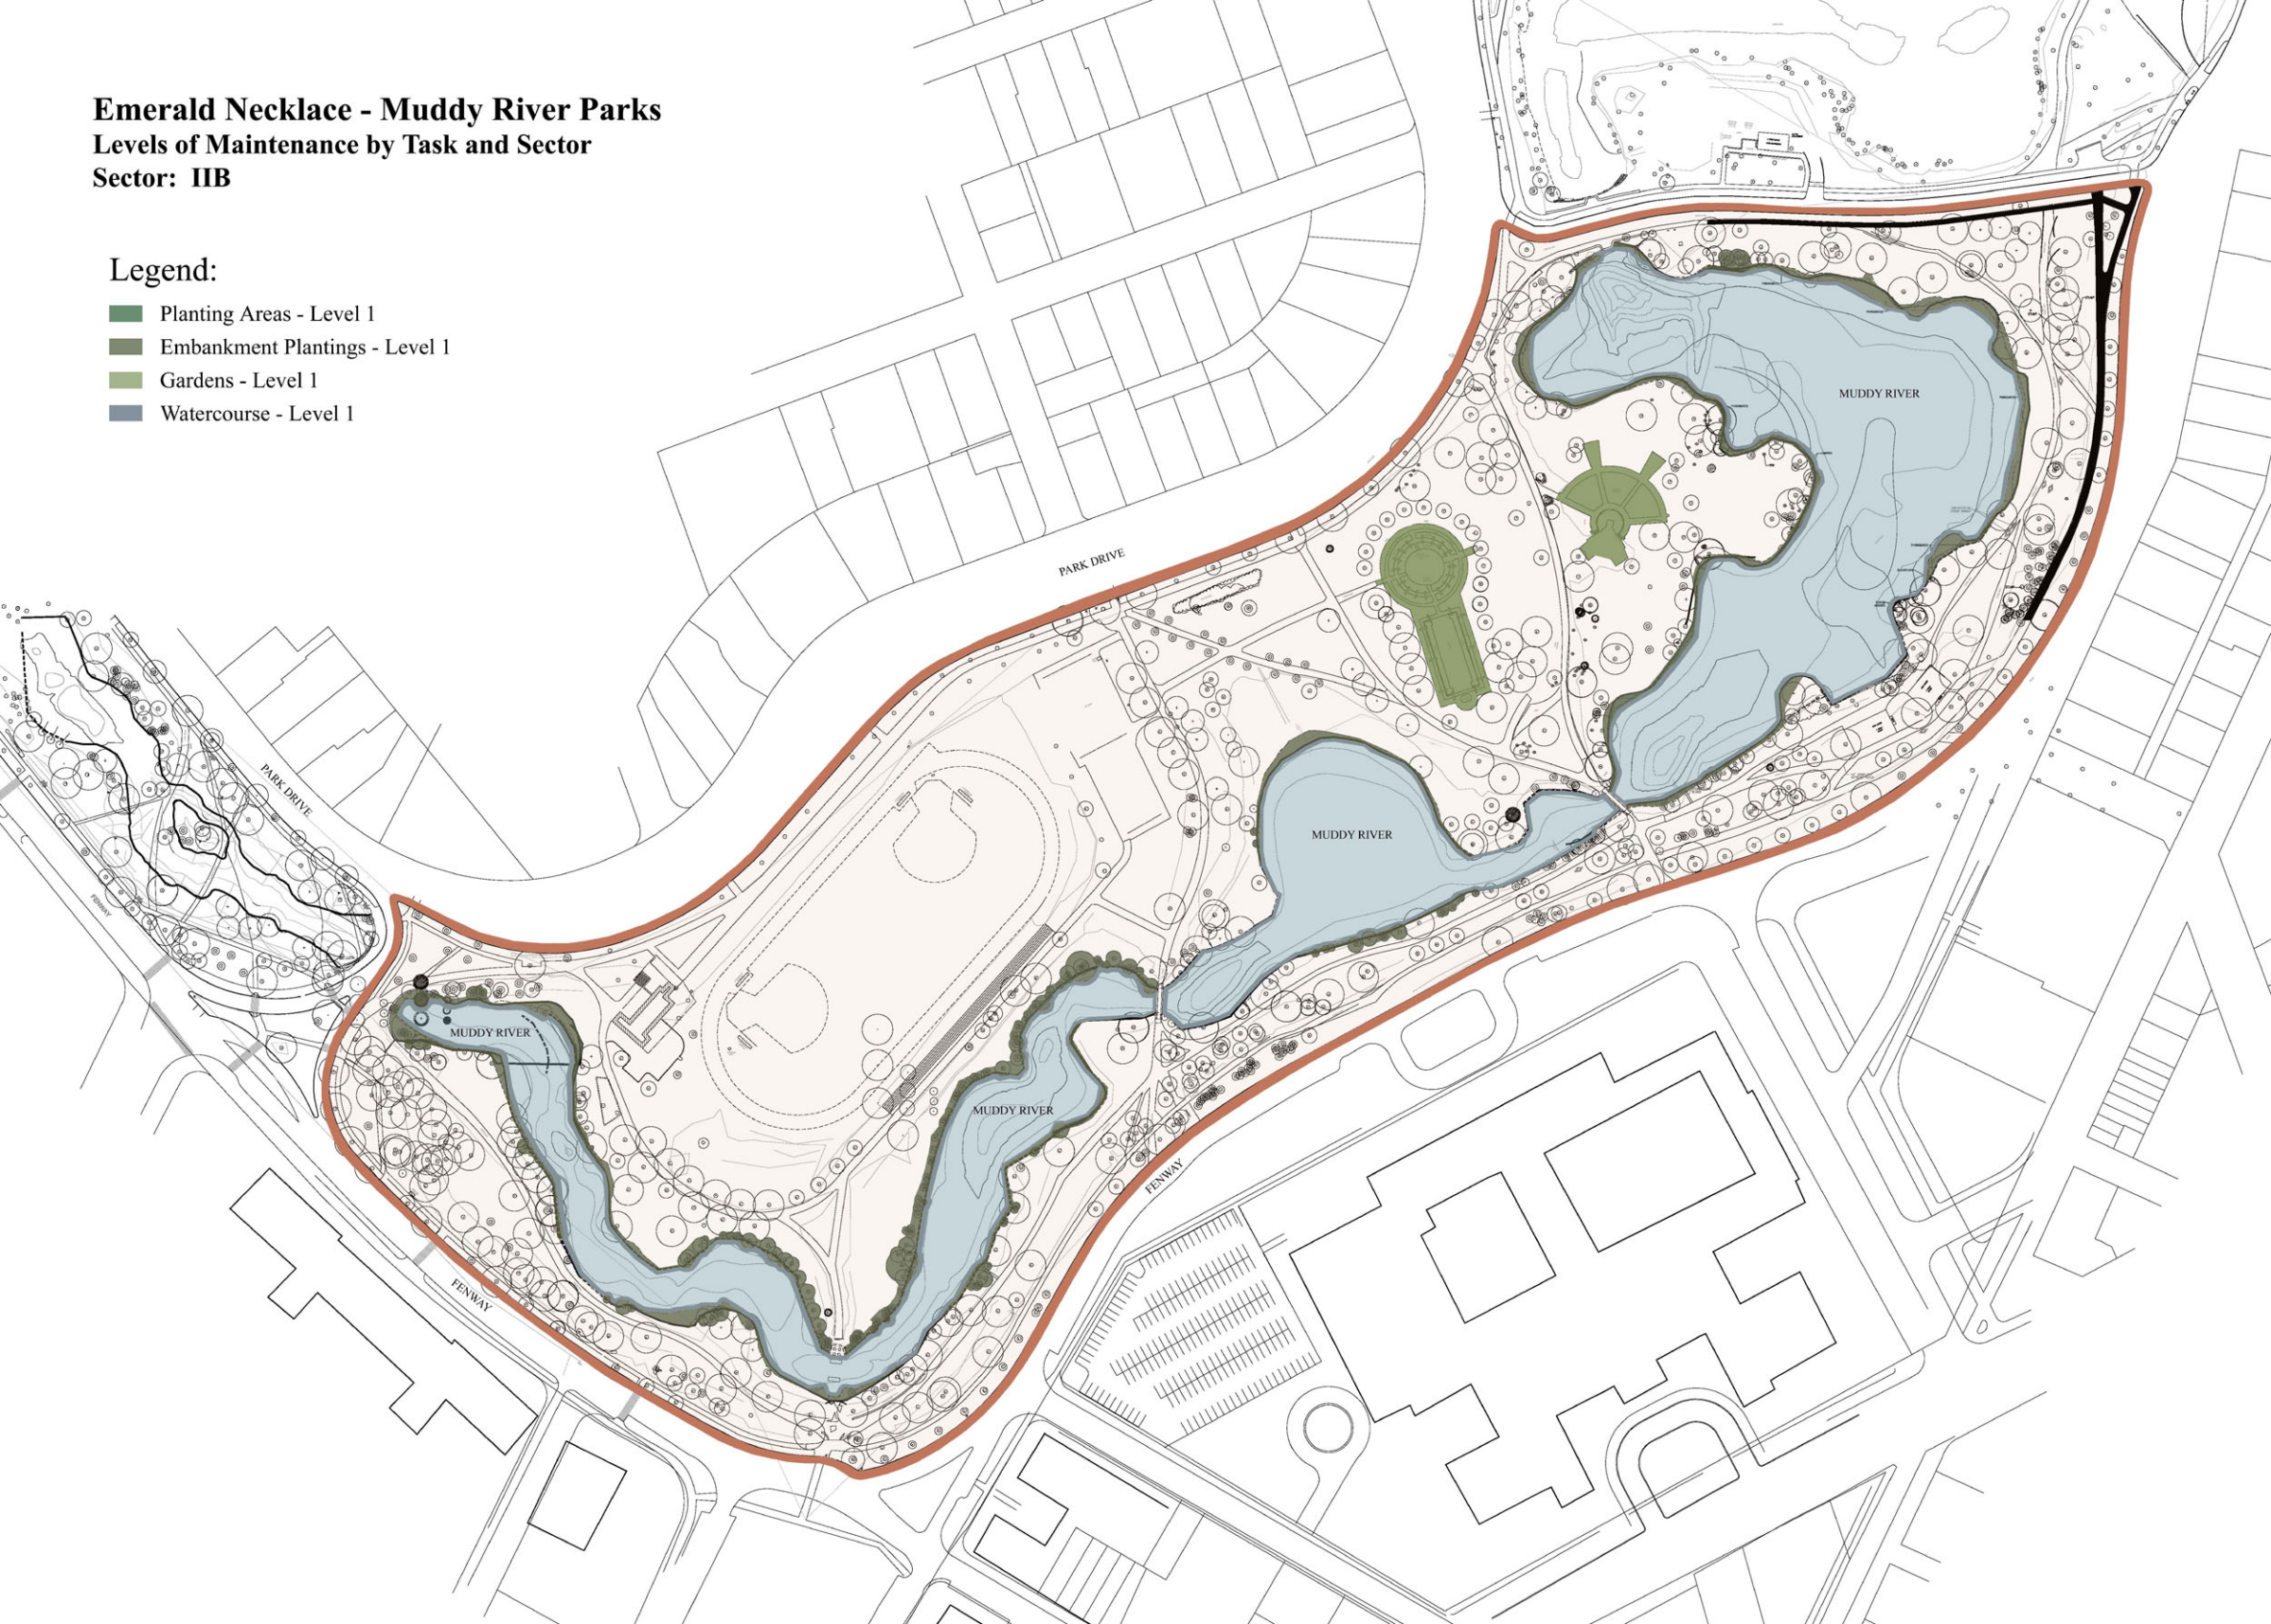 Emerald Necklace - Muddy River Parks
Levels of Maintenance by Task and Sector
Sector: IIB
Legend:
Planting Areas - Level 1
Embankment Plantings - Level 1
Gardens - Level 1
Watercourse - Level 1
MUDDY RIVER
PARK DRIVE
PARK DRIVE
MUDDY RIVER
FENWAY
MUDDY RIVER
MUDDY RIVER
FENWAY
FENWAY